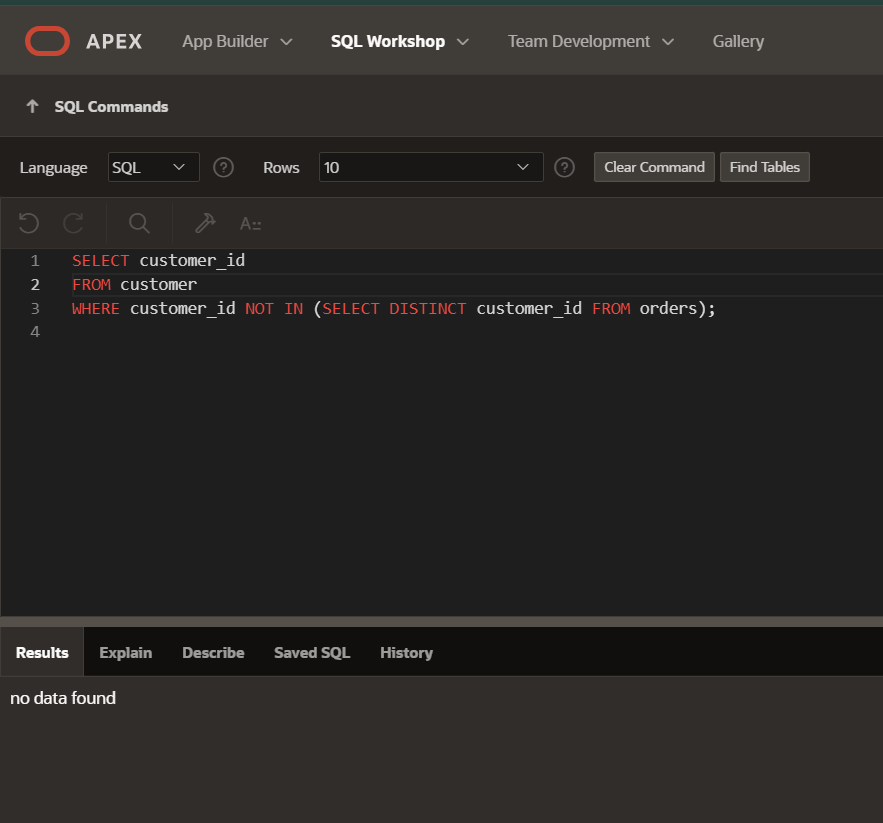 APEX App Builder SQL Workshop Team Development Gallery
SQL Commands
Language SQL ? Rows 10 ? Clear Command Find Tables
A
1 SELECT customer_id
2 FROM customer
3 WHERE customer_id NOT IN (SELECT DISTINCT customer_id FROM orders);
4
Results Explain Describe Saved SQL History
no data found